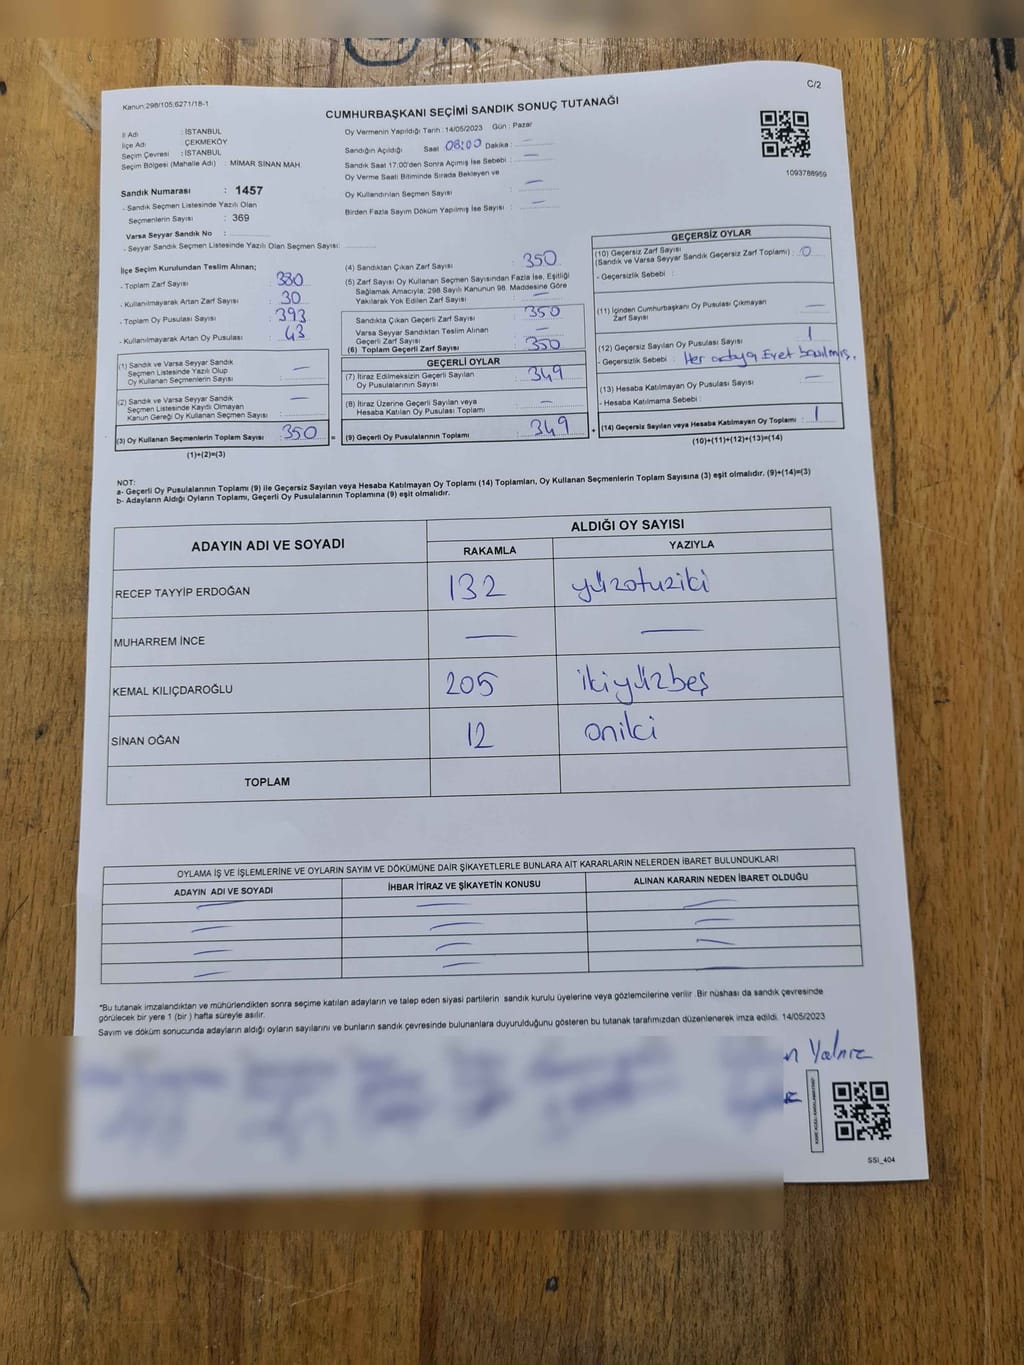 C/2
Kanun:298/105;6271/18-1
CUMHURBAŞKANI SEÇİMİ SANDIK SONUÇ TUTANAĞI
İl Adı : İSTANBUL
İlçe Adı : ÇEKMEKÖY
Seçim Çevresi : İSTANBUL
Seçim Bölgesi (Mahalle Adı) : MİMAR SİNAN MAH.
Sandık Numarası : 1457
- Sandık Seçmen Listesinde Yazılı Olan
Seçmenlerin Sayısı : 369
Varsa Seyyar Sandık No :
- Seyyar Sandık Seçmen Listesinde Yazılı Olan Seçmen Sayısı:
Oy Vermenin Yapıldığı Tarih :14/05/2023 Gün : Pazar
Sandığın Açıldığı Saat 08:00 Dakika : —
Sandık Saat 17:00'den Sonra Açımış İse Sebebi : —
Oy Verme Saati Bitiminde Sırada Bekleyen ve
Oy Kullandırılan Seçmen Sayısı : —
Birden Fazla Sayım Döküm Yapılmış İse Sayısı : —
1093788959
İlçe Seçim Kurulundan Teslim Alınan;
- Toplam Zarf Sayısı : 380
- Kullanılmayarak Artan Zarf Sayısı : 30
- Toplam Oy Pusulası Sayısı : 393
- Kullanılmayarak Artan Oy Pusulası : 43
(1) Sandık ve Varsa Seyyar Sandık
Seçmen Listesinde Yazılı Olup
Oy Kullanan Seçmenlerin Sayısı : —
(2) Sandık ve Varsa Seyyar Sandık
Seçmen Listesinde Kaydı Olmayan
Kanun Gereği Oy Kullanan Seçmen Sayısı : —
(3) Oy Kullanan Seçmenlerin Toplam Sayısı : 350
(1)+(2)=(3)
(4) Sandıktan Çıkan Zarf Sayısı : 350
(5) Zarf Sayısı Oy Kullanan Seçmen Sayısından Fazla İse, Eşitliği
Sağlamak Amacıyla; 298 Sayılı Kanunun 98. Maddesine Göre
Yakılarak Yok Edilen Zarf Sayısı : —
Sandıkta Çıkan Geçerli Zarf Sayısı : 350
Varsa Seyyar Sandıktan Teslim Alınan
Geçerli Zarf Sayısı : —
(6) Toplam Geçerli Zarf Sayısı : 350
GEÇERLİ OYLAR
(7) İtiraz Edilmeksizin Geçerli Sayılan
Oy Pusulalarının Sayısı : 349
(8) İtiraz Üzerine Geçerli Sayılan veya
Hesaba Katılan Oy Pusulası Toplamı : —
= (9) Geçerli Oy Pusulalarının Toplamı : 349 +
GEÇERSİZ OYLAR
(10) Geçersiz Zarf Sayısı
(Sandık ve Varsa Seyyar Sandık Geçersiz Zarf Toplamı) : 0
- Geçersizlik Sebebi :
(11) İçinden Cumhurbaşkanı Oy Pusulası Çıkmayan
Zarf Sayısı : —
(12) Geçersiz Sayılan Oy Pusulası Sayısı : 1
- Geçersizlik Sebebi : Her adaya Evet basılmış.
(13) Hesaba Katılmayan Oy Pusulası Sayısı : —
- Hesaba Katılmama Sebebi :
(14) Geçersiz Sayılan veya Hesaba Katılmayan Oy Toplamı : 1
(10)+(11)+(12)+(13)=(14)
NOT:
a- Geçerli Oy Pusulalarının Toplamı (9) ile Geçersiz Sayılan veya Hesaba Katılmayan Oy Toplamı (14) Toplamları, Oy Kullanan Seçmenlerin Toplam Sayısına (3) eşit olmalıdır. (9)+(14)=(3)
b- Adayların Aldığı Oyların Toplamı, Geçerli Oy Pusulalarının Toplamına (9) eşit olmalıdır.
ADAYIN ADI VE SOYADI
ALDIĞI OY SAYISI
RAKAMLA YAZIYLA
RECEP TAYYİP ERDOĞAN 132 yüzotuziki
MUHARREM İNCE — —
KEMAL KILIÇDAROĞLU 205 ikiyüzbeş
SİNAN OĞAN 12 oniki
TOPLAM
OYLAMA İŞ VE İŞLEMLERİNE VE OYLARIN SAYIM VE DÖKÜMÜNE DAİR ŞİKAYETLERLE BUNLARA AİT KARARLARIN NELERDEN İBARET BULUNDUKLARI
ADAYIN ADI VE SOYADI İHBAR İTİRAZ VE ŞİKAYETİN KONUSU ALINAN KARARIN NEDEN İBARET OLDUĞU
— — —
— — —
— — —
— — —
*Bu tutanak imzalandıktan ve mühürlendikten sonra seçime katılan adayların ve talep eden siyasi partilerin sandık kurulu üyelerine veya gözlemcilerine verilir. Bir nüshası da sandık çevresinde
görülecek bir yere 1 (bir ) hafta süreyle asılır.
Sayım ve döküm sonucunda adayların aldığı oyların sayılarını ve bunların sandık çevresinde bulunanlara duyurulduğunu gösteren bu tutanak tarafımızdan düzenlenerek imza edildi. 14/05/2023
SSI_404